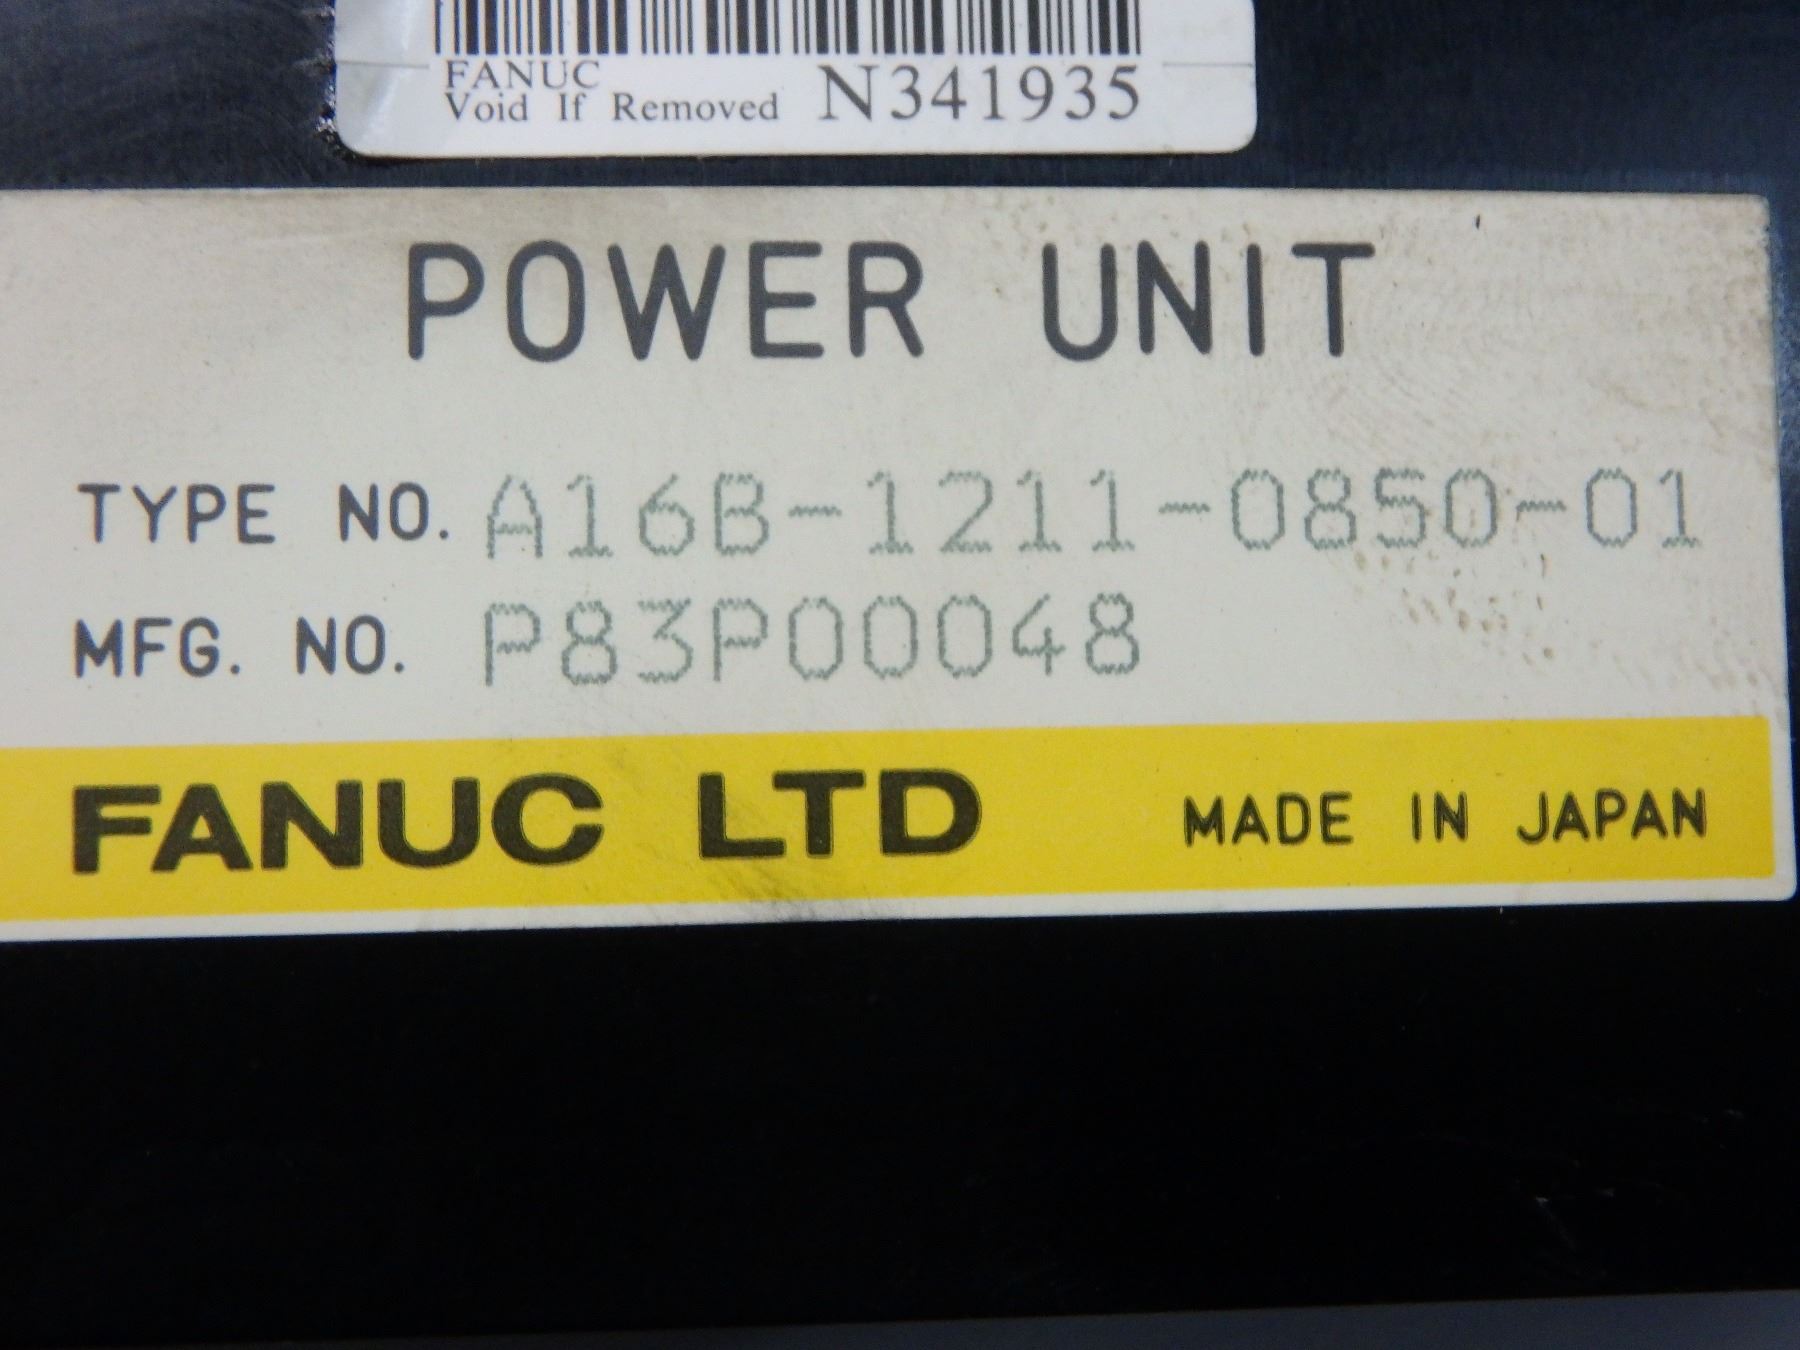 FANUC
Void If Removed N341935
POWER UNIT
TYPE NO. A16B-1211-0850-01
MFG. NO. P83P00048
FANUC LTD MADE IN JAPAN